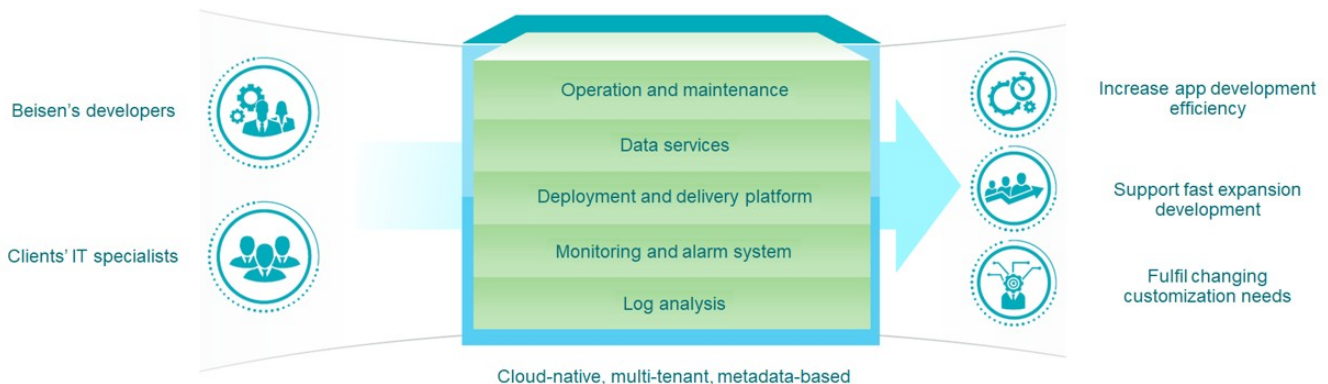 Beisen's developers
Clients' IT specialists
Operation and maintenance
Data services
Deployment and delivery platform
Monitoring and alarm system
Log analysis
Cloud-native, multi-tenant, metadata-based
Increase app development
efficiency
Support fast expansion
development
Fulfil changing
customization needs